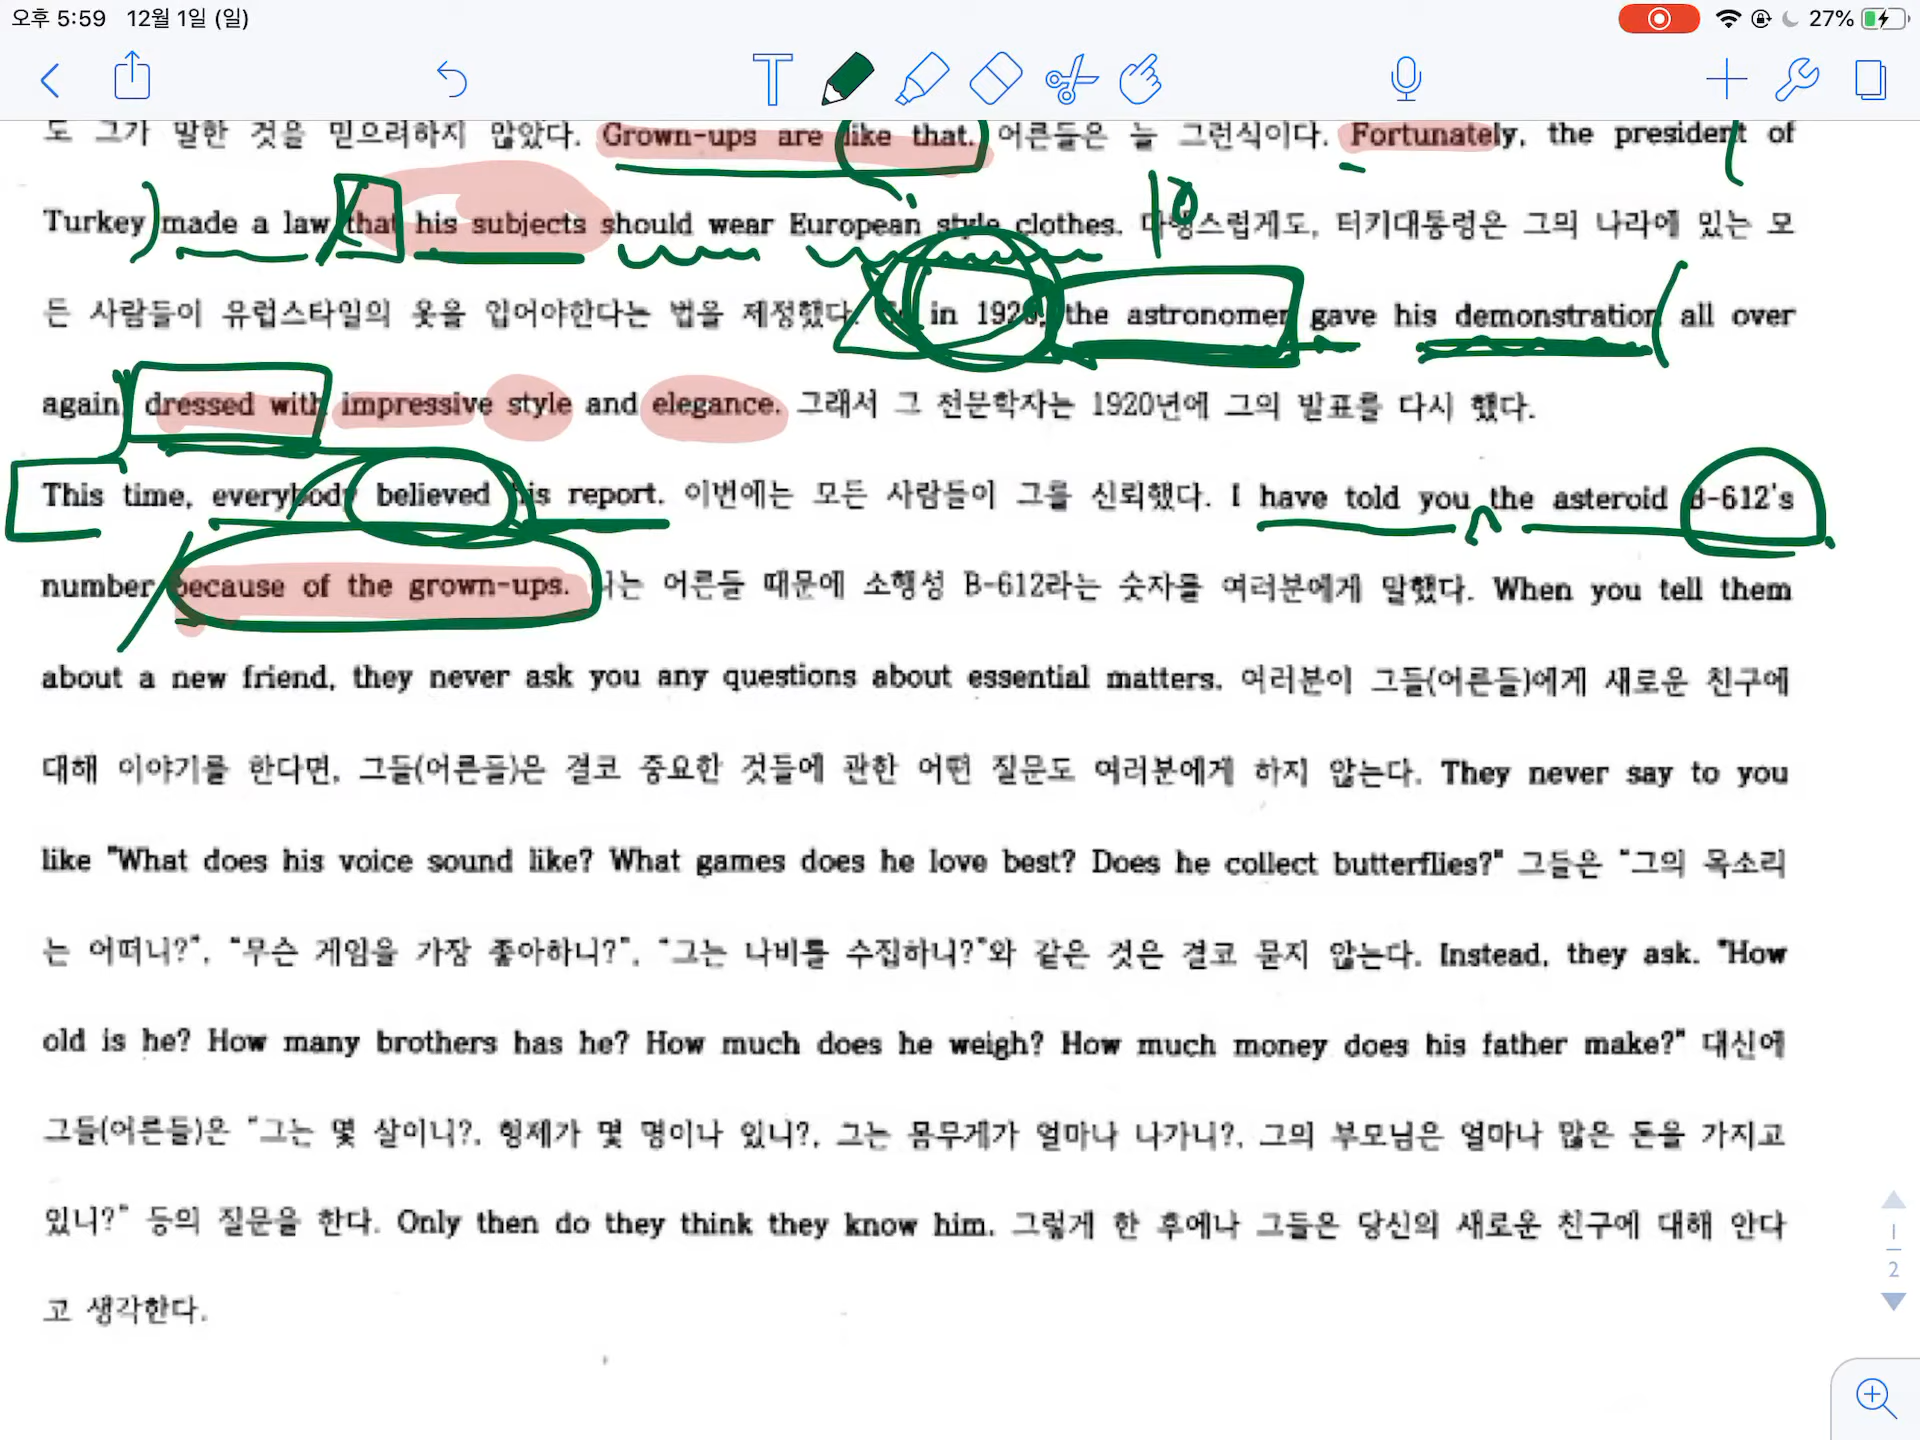 오후 5:59 12월 1일 (일) 27%
도 그가 말한 것을 믿으려하지 않았다. Grown-ups are like that. 어른들은 늘 그런식이다. Fortunately, the president of
Turkey made a law that his subjects should wear European style clothes. 다행스럽게도, 터키대통령은 그의 나라에 있는 모
든 사람들이 유럽스타일의 옷을 입어야한다는 법을 제정했다. in 1920, the astronomer gave his demonstration all over
again, dressed with impressive style and elegance. 그래서 그 천문학자는 1920년에 그의 발표를 다시 했다.
This time, everybody believed his report. 이번에는 모든 사람들이 그를 신뢰했다. I have told you the asteroid B-612's
number because of the grown-ups. 나는 어른들 때문에 소행성 B-612라는 숫자를 여러분에게 말했다. When you tell them
about a new friend, they never ask you any questions about essential matters. 여러분이 그들(어른들)에게 새로운 친구에
대해 이야기를 한다면, 그들(어른들)은 결코 중요한 것들에 관한 어떤 질문도 여러분에게 하지 않는다. They never say to you
like "What does his voice sound like? What games does he love best? Does he collect butterflies?" 그들은 "그의 목소리
는 어떠니?", "무슨 게임을 가장 좋아하니?", "그는 나비를 수집하니?"와 같은 것은 결코 묻지 않는다. Instead, they ask. "How
old is he? How many brothers has he? How much does he weigh? How much money does his father make?" 대신에
그들(어른들)은 "그는 몇 살이니?, 형제가 몇 명이나 있니?, 그는 몸무게가 얼마나 나가니?, 그의 부모님은 얼마나 많은 돈을 가지고
있니?" 등의 질문을 한다. Only then do they think they know him. 그렇게 한 후에나 그들은 당신의 새로운 친구에 대해 안다
고 생각한다.
1
2